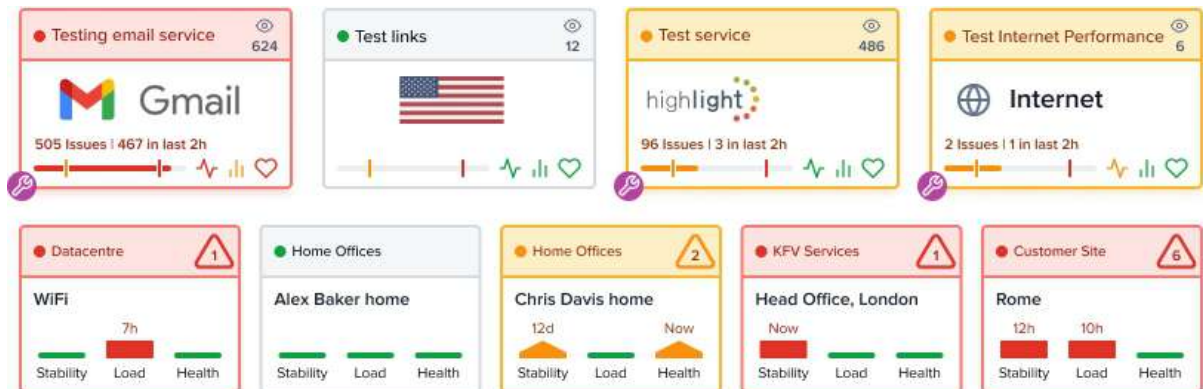 Testing email service
624
Gmail
505 Issues | 467 in last 2h
Test links
12
Test service
486
highlight
96 Issues | 3 in last 2h
Test Internet Performance
6
Internet
2 Issues | 1 in last 2h
Datacentre
1
WiFi
7h
Stability Load Health
Home Offices
Alex Baker home
Stability Load Health
Home Offices
2
Chris Davis home
12d Now
Stability Load Health
KFV Services
1
Head Office, London
Now
Stability Load Health
Customer Site
6
Rome
12h 10h
Stability Load Health